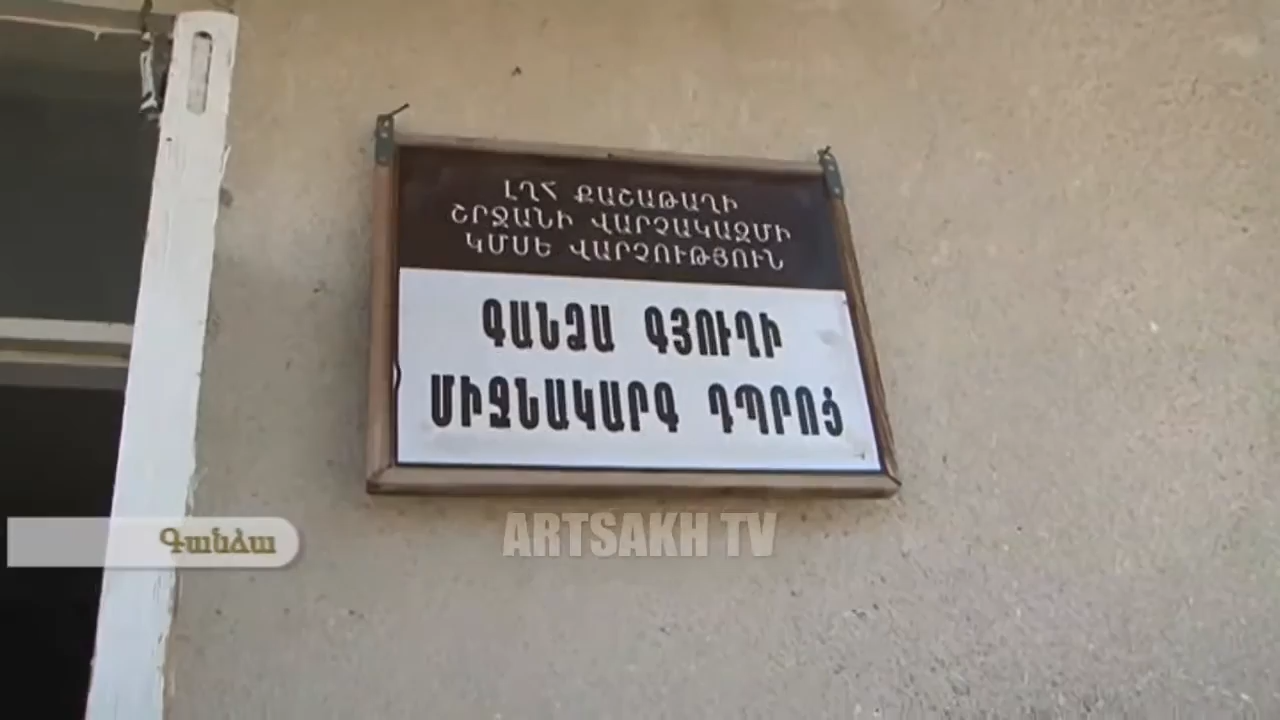 ԼՂՀ ՔԱՇԱԹԱՂԻ
ՇՐՋԱՆԻ ՎԱՐՉԱԿԱԶՄԻ
ԿՄՍԵ ՎԱՐՉՈՒԹՅՈՒՆ
ԳԱՆՁԱ ԳՅՈՒՂԻ
ՄԻՋՆԱԿԱՐԳ ԴՊՐՈՑ
ARTSAKH TV
Գանձա